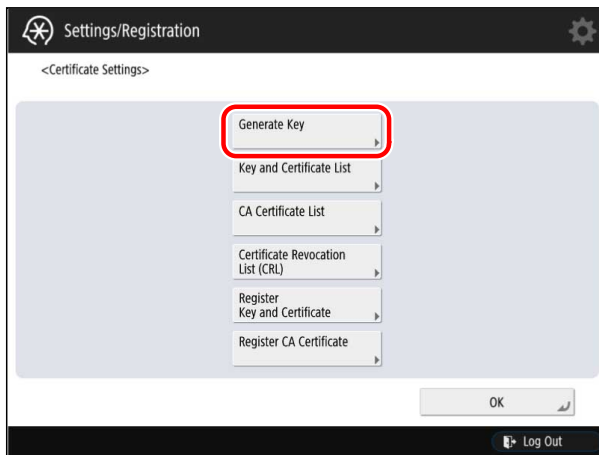 Settings/Registration
<Certificate Settings>
Generate Key
Key and Certificate List
CA Certificate List
Certificate Revocation
List (CRL)
Register
Key and Certificate
Register CA Certificate
OK
Log Out